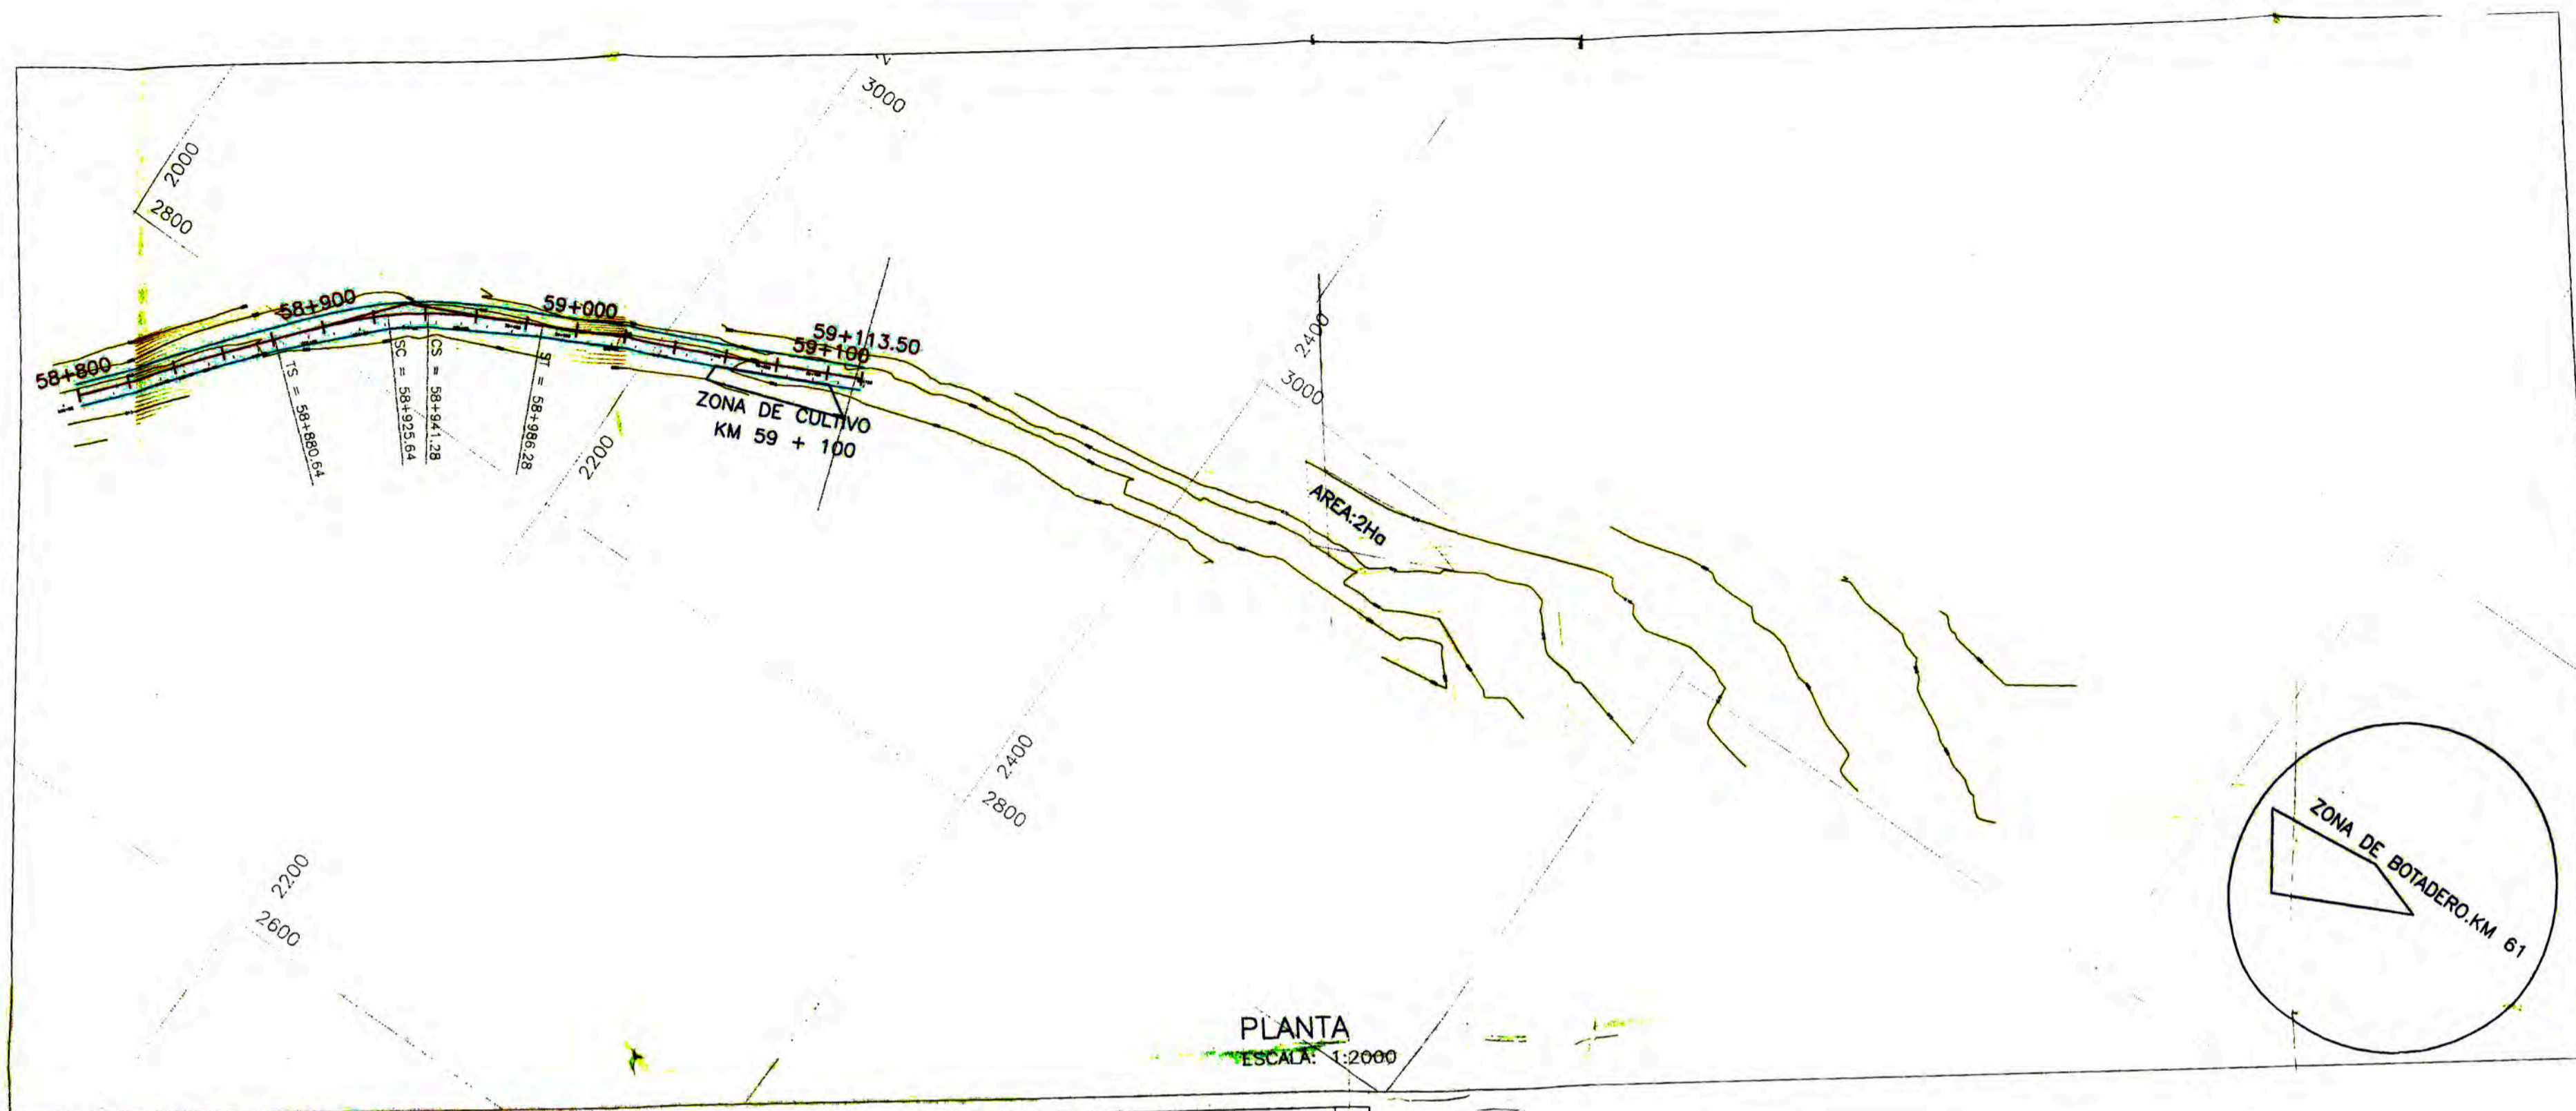 3000
2000
2800
58+900
59+000
59+113.50
59+100
58+800
TS = 58+880.64
SC = 58+925.64
CS = 58+941.28
ST = 58+986.28
ZONA DE CULTIVO
KM 59 + 100
2200
2400
3000
AREA:2Ha
2400
2800
2200
2600
ZONA DE BOTADERO.KM 61
PLANTA
ESCALA: 1:2000